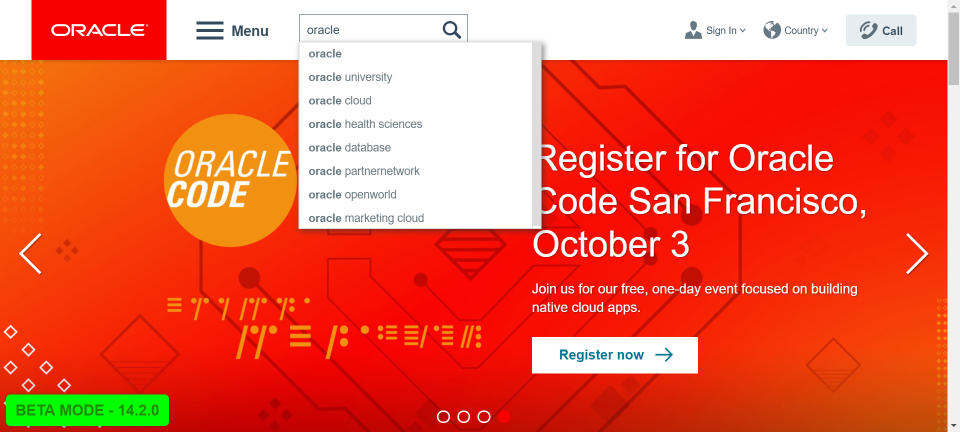 ORACLE
Menu
oracle
Sign In
Country
Call
oracle
oracle university
oracle cloud
oracle health sciences
oracle database
oracle partnernetwork
oracle openworld
oracle marketing cloud
ORACLE
CODE
Register for Oracle
Code San Francisco,
October 3
Join us for our free, one-day event focused on building
native cloud apps.
Register now
BETA MODE - 14.2.0